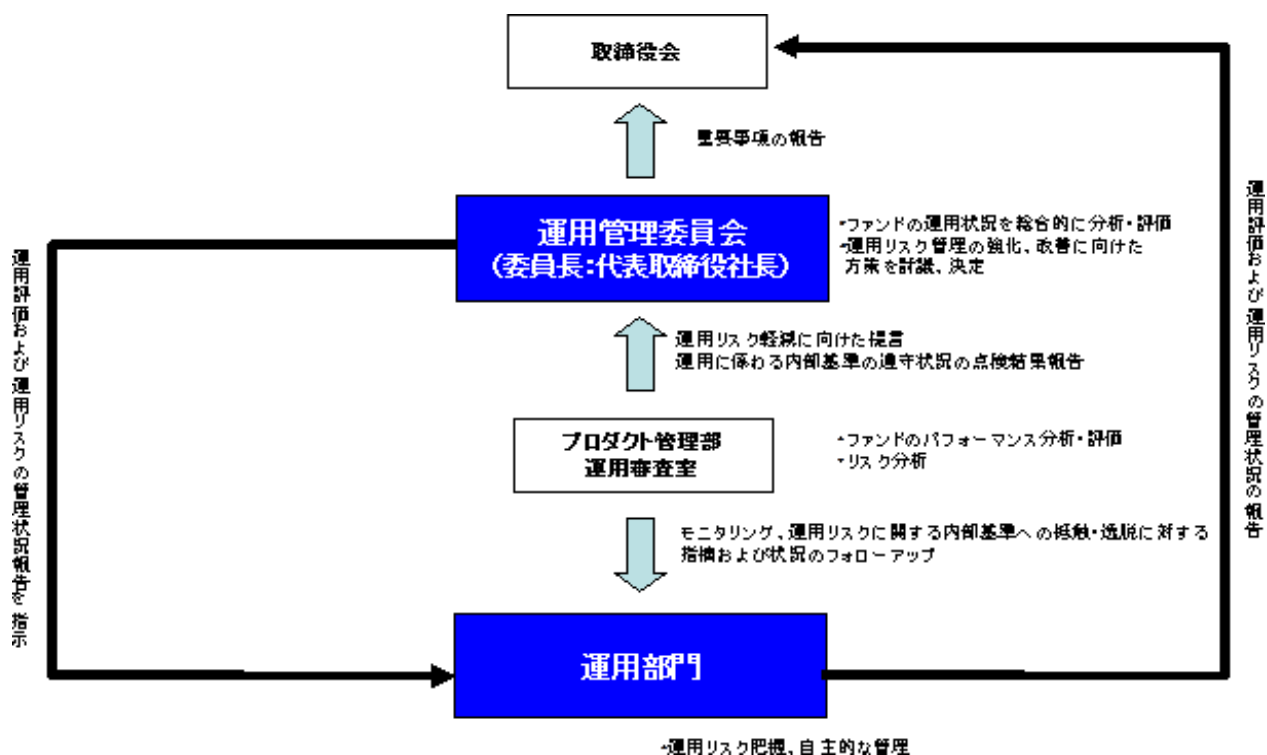 取締役会
重要事項の報告
運用管理委員会
(委員長:代表取締役社長)
・ファンドの運用状況を総合的に分析・評価
・運用リスク管理の強化、改善に向けた
方策を討議、決定
運用リスク軽減に向けた提言
運用に係わる内部基準の遵守状況の点検結果報告
プロダクト管理部
運用審査室
・ファンドのパフォーマンス分析・評価
・リスク分析
モニタリング、運用リスクに関する内部基準への抵触・逸脱に対する
指摘および状況のフォローアップ
運用部門
・運用リスク把握、自主的な管理
運用評価および運用リスクの管理状況報告を指示
運用評価および運用リスクの管理状況の報告